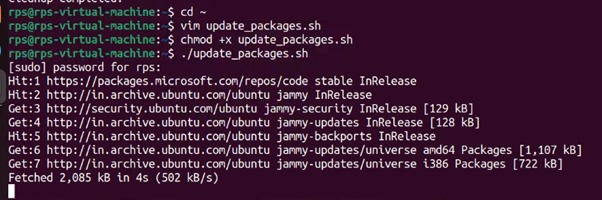 cleanup completed.
rps@rps-virtual-machine:~$ cd ~
rps@rps-virtual-machine:~$ vim update_packages.sh
rps@rps-virtual-machine:~$ chmod +x update_packages.sh
rps@rps-virtual-machine:~$ ./update_packages.sh
[sudo] password for rps:
Hit:1 https://packages.microsoft.com/repos/code stable InRelease
Hit:2 http://in.archive.ubuntu.com/ubuntu jammy InRelease
Get:3 http://security.ubuntu.com/ubuntu jammy-security InRelease [129 kB]
Get:4 http://in.archive.ubuntu.com/ubuntu jammy-updates InRelease [128 kB]
Hit:5 http://in.archive.ubuntu.com/ubuntu jammy-backports InRelease
Get:6 http://in.archive.ubuntu.com/ubuntu jammy-updates/universe amd64 Packages [1,107 kB]
Get:7 http://in.archive.ubuntu.com/ubuntu jammy-updates/universe i386 Packages [722 kB]
Fetched 2,085 kB in 4s (502 kB/s)